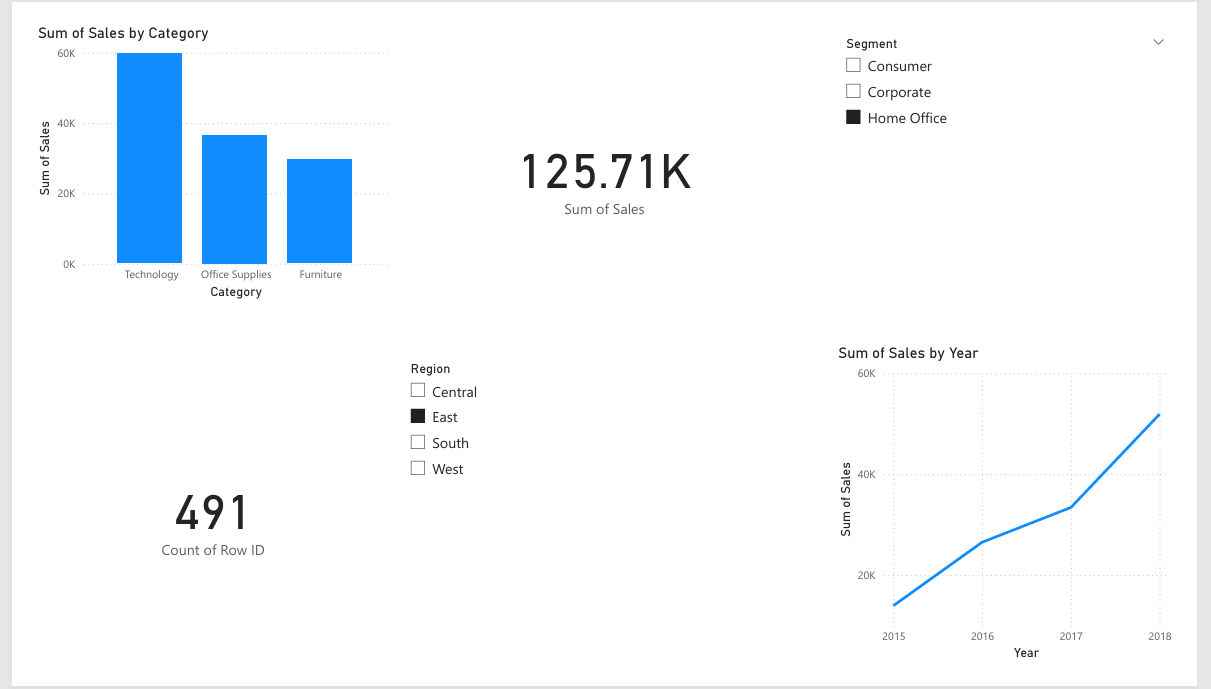 Sum of Sales by Category
60K
40K
20K
0K
Sum of Sales
Technology
Office Supplies
Furniture
Category
125.71K
Sum of Sales
Segment
Consumer
Corporate
Home Office
491
Count of Row ID
Region
Central
East
South
West
Sum of Sales by Year
60K
40K
20K
Sum of Sales
2015
2016
2017
2018
Year